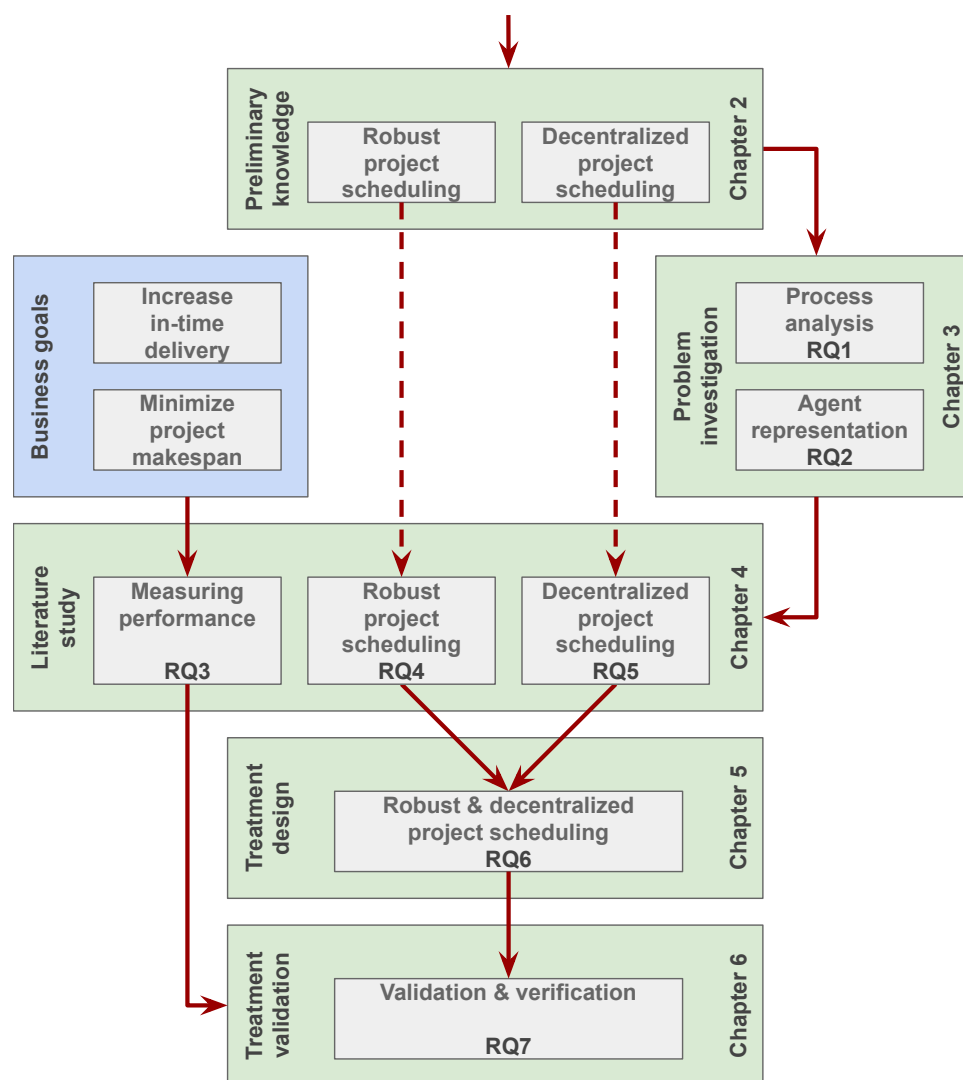 Preliminary
knowledge
Robust
project
scheduling
Decentralized
project
scheduling
Chapter 2
Business goals
Increase
in-time
delivery
Minimize
project
makespan
Problem
investigation
Process
analysis
RQ1
Agent
representation
RQ2
Chapter 3
Literature
study
Measuring
performance
RQ3
Robust
project
scheduling
RQ4
Decentralized
project
scheduling
RQ5
Chapter 4
Treatment
design
Robust & decentralized
project scheduling
RQ6
Chapter 5
Treatment
validation
Validation & verification
RQ7
Chapter 6